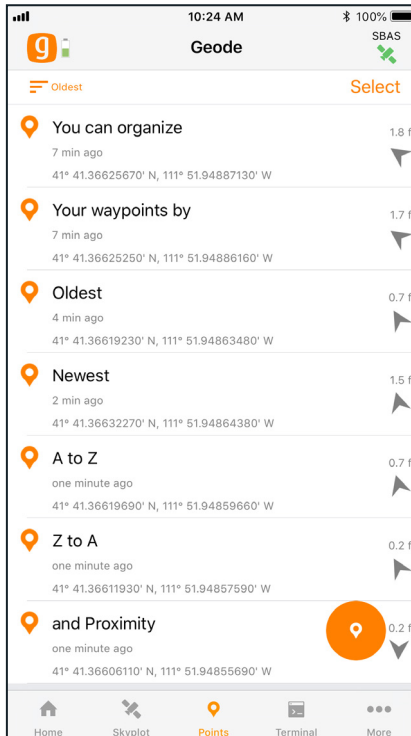 10:24 AM
100%
g
Geode
SBAS
Oldest
Select
You can organize
1.8 f
7 min ago
41° 41.36625670' N, 111° 51.94887130' W
Your waypoints by
1.7 f
7 min ago
41° 41.36625250' N, 111° 51.94886160' W
Oldest
0.7 f
4 min ago
41° 41.36619230' N, 111° 51.94863480' W
Newest
1.5 f
2 min ago
41° 41.36632270' N, 111° 51.94864380' W
A to Z
0.7 f
one minute ago
41° 41.36619690' N, 111° 51.94859660' W
Z to A
0.2 f
one minute ago
41° 41.36611930' N, 111° 51.94857590' W
and Proximity
0.2 f
one minute ago
41° 41.36606110' N, 111° 51.94855690' W
Home
Skyplot
Points
Terminal
More